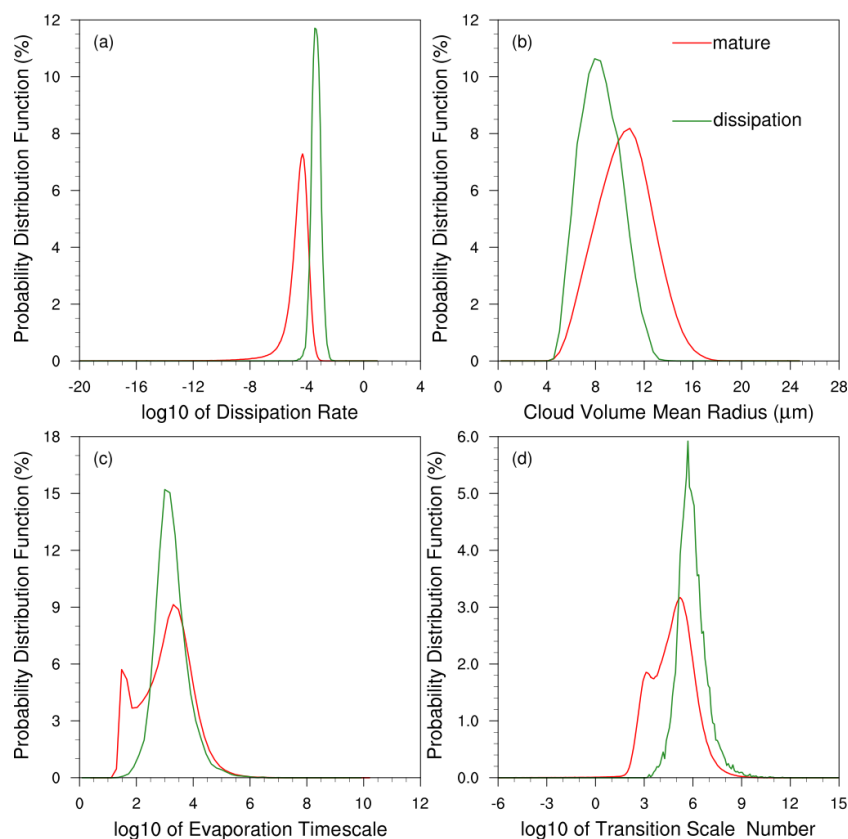 (a)
Probability Distribution Function (%)
12
10
8
6
4
2
0
-20 -16 -12 -8 -4 0 4
log10 of Dissipation Rate
(b)
mature
dissipation
Probability Distribution Function (%)
12
10
8
6
4
2
0
0 4 8 12 16 20 24 28
Cloud Volume Mean Radius (μm)
(c)
Probability Distribution Function (%)
18
15
12
9
6
3
0
0 2 4 6 8 10 12
log10 of Evaporation Timescale
(d)
Probability Distribution Function (%)
6.0
5.0
4.0
3.0
2.0
1.0
0.0
-6 -3 0 3 6 9 12 15
log10 of Transition Scale Number